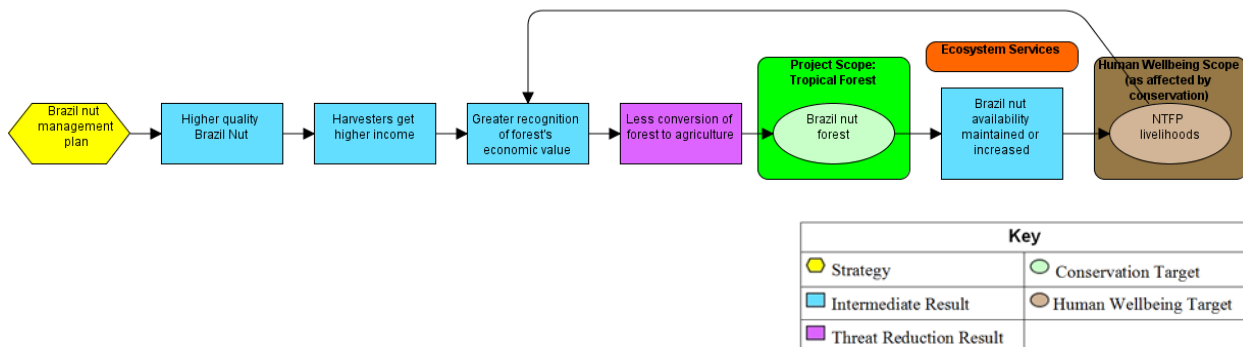 Brazil nut
management
plan
Higher quality
Brazil Nut
Harvesters get
higher income
Greater recognition
of forest's
economic value
Less conversion of
forest to agriculture
Project Scope:
Tropical Forest
Brazil nut
forest
Ecosystem Services
Brazil nut
availability
maintained or
increased
Human Wellbeing Scope
(as affected by
conservation)
NTFP
livelihoods
Key
Strategy
Conservation Target
Intermediate Result
Human Wellbeing Target
Threat Reduction Result